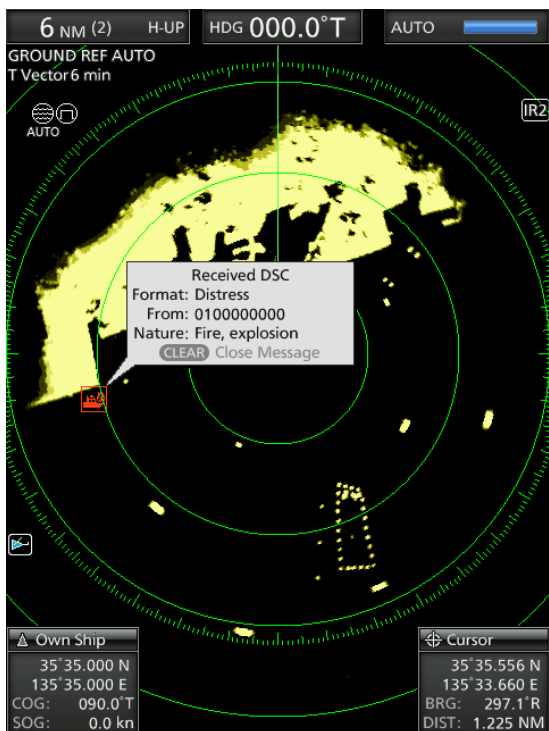 6 NM (2) H-UP HDG 000.0°T AUTO
GROUND REF AUTO
T Vector 6 min
AUTO
IR2
Received DSC
Format: Distress
From: 0100000000
Nature: Fire, explosion
CLEAR Close Message
Own Ship
35°35.000 N
135°35.000 E
COG: 090.0°T
SOG: 0.0 kn
Cursor
35°35.556 N
135°33.660 E
BRG: 297.1°R
DIST: 1.225 NM